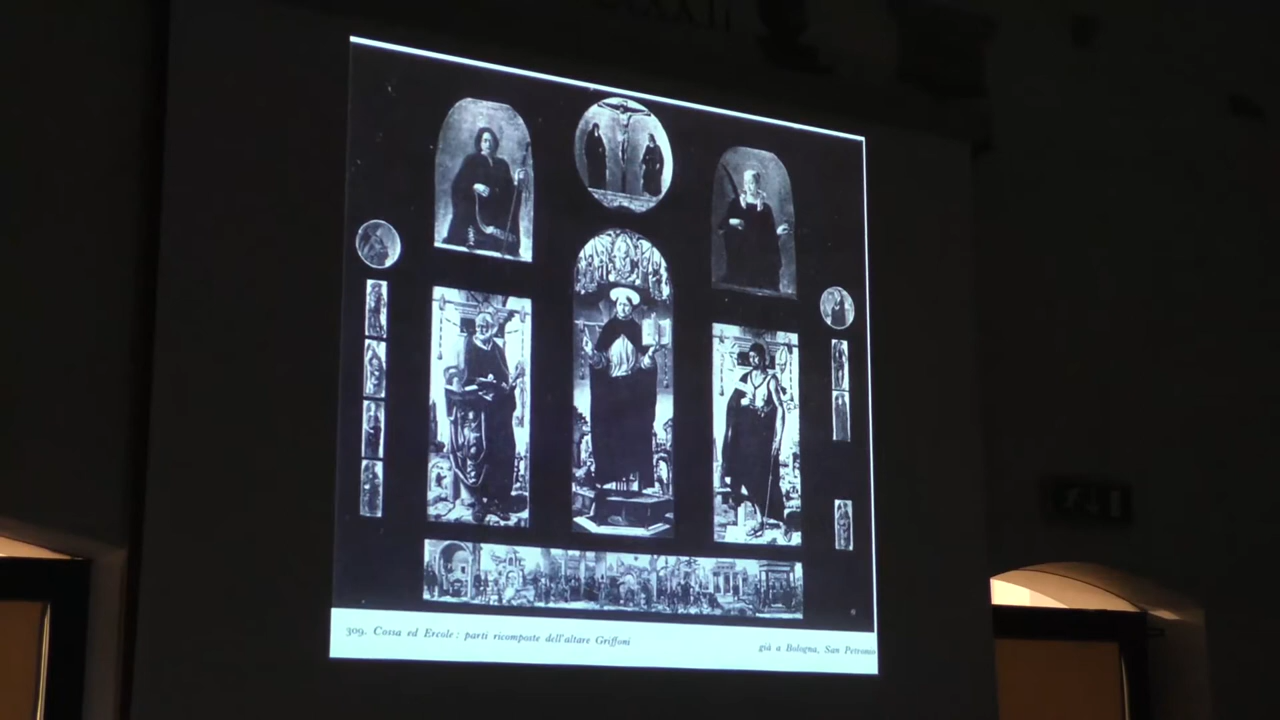 309. Cossa ed Ercole: parti ricomposte dell'altare Griffoni
già a Bologna, San Petronio